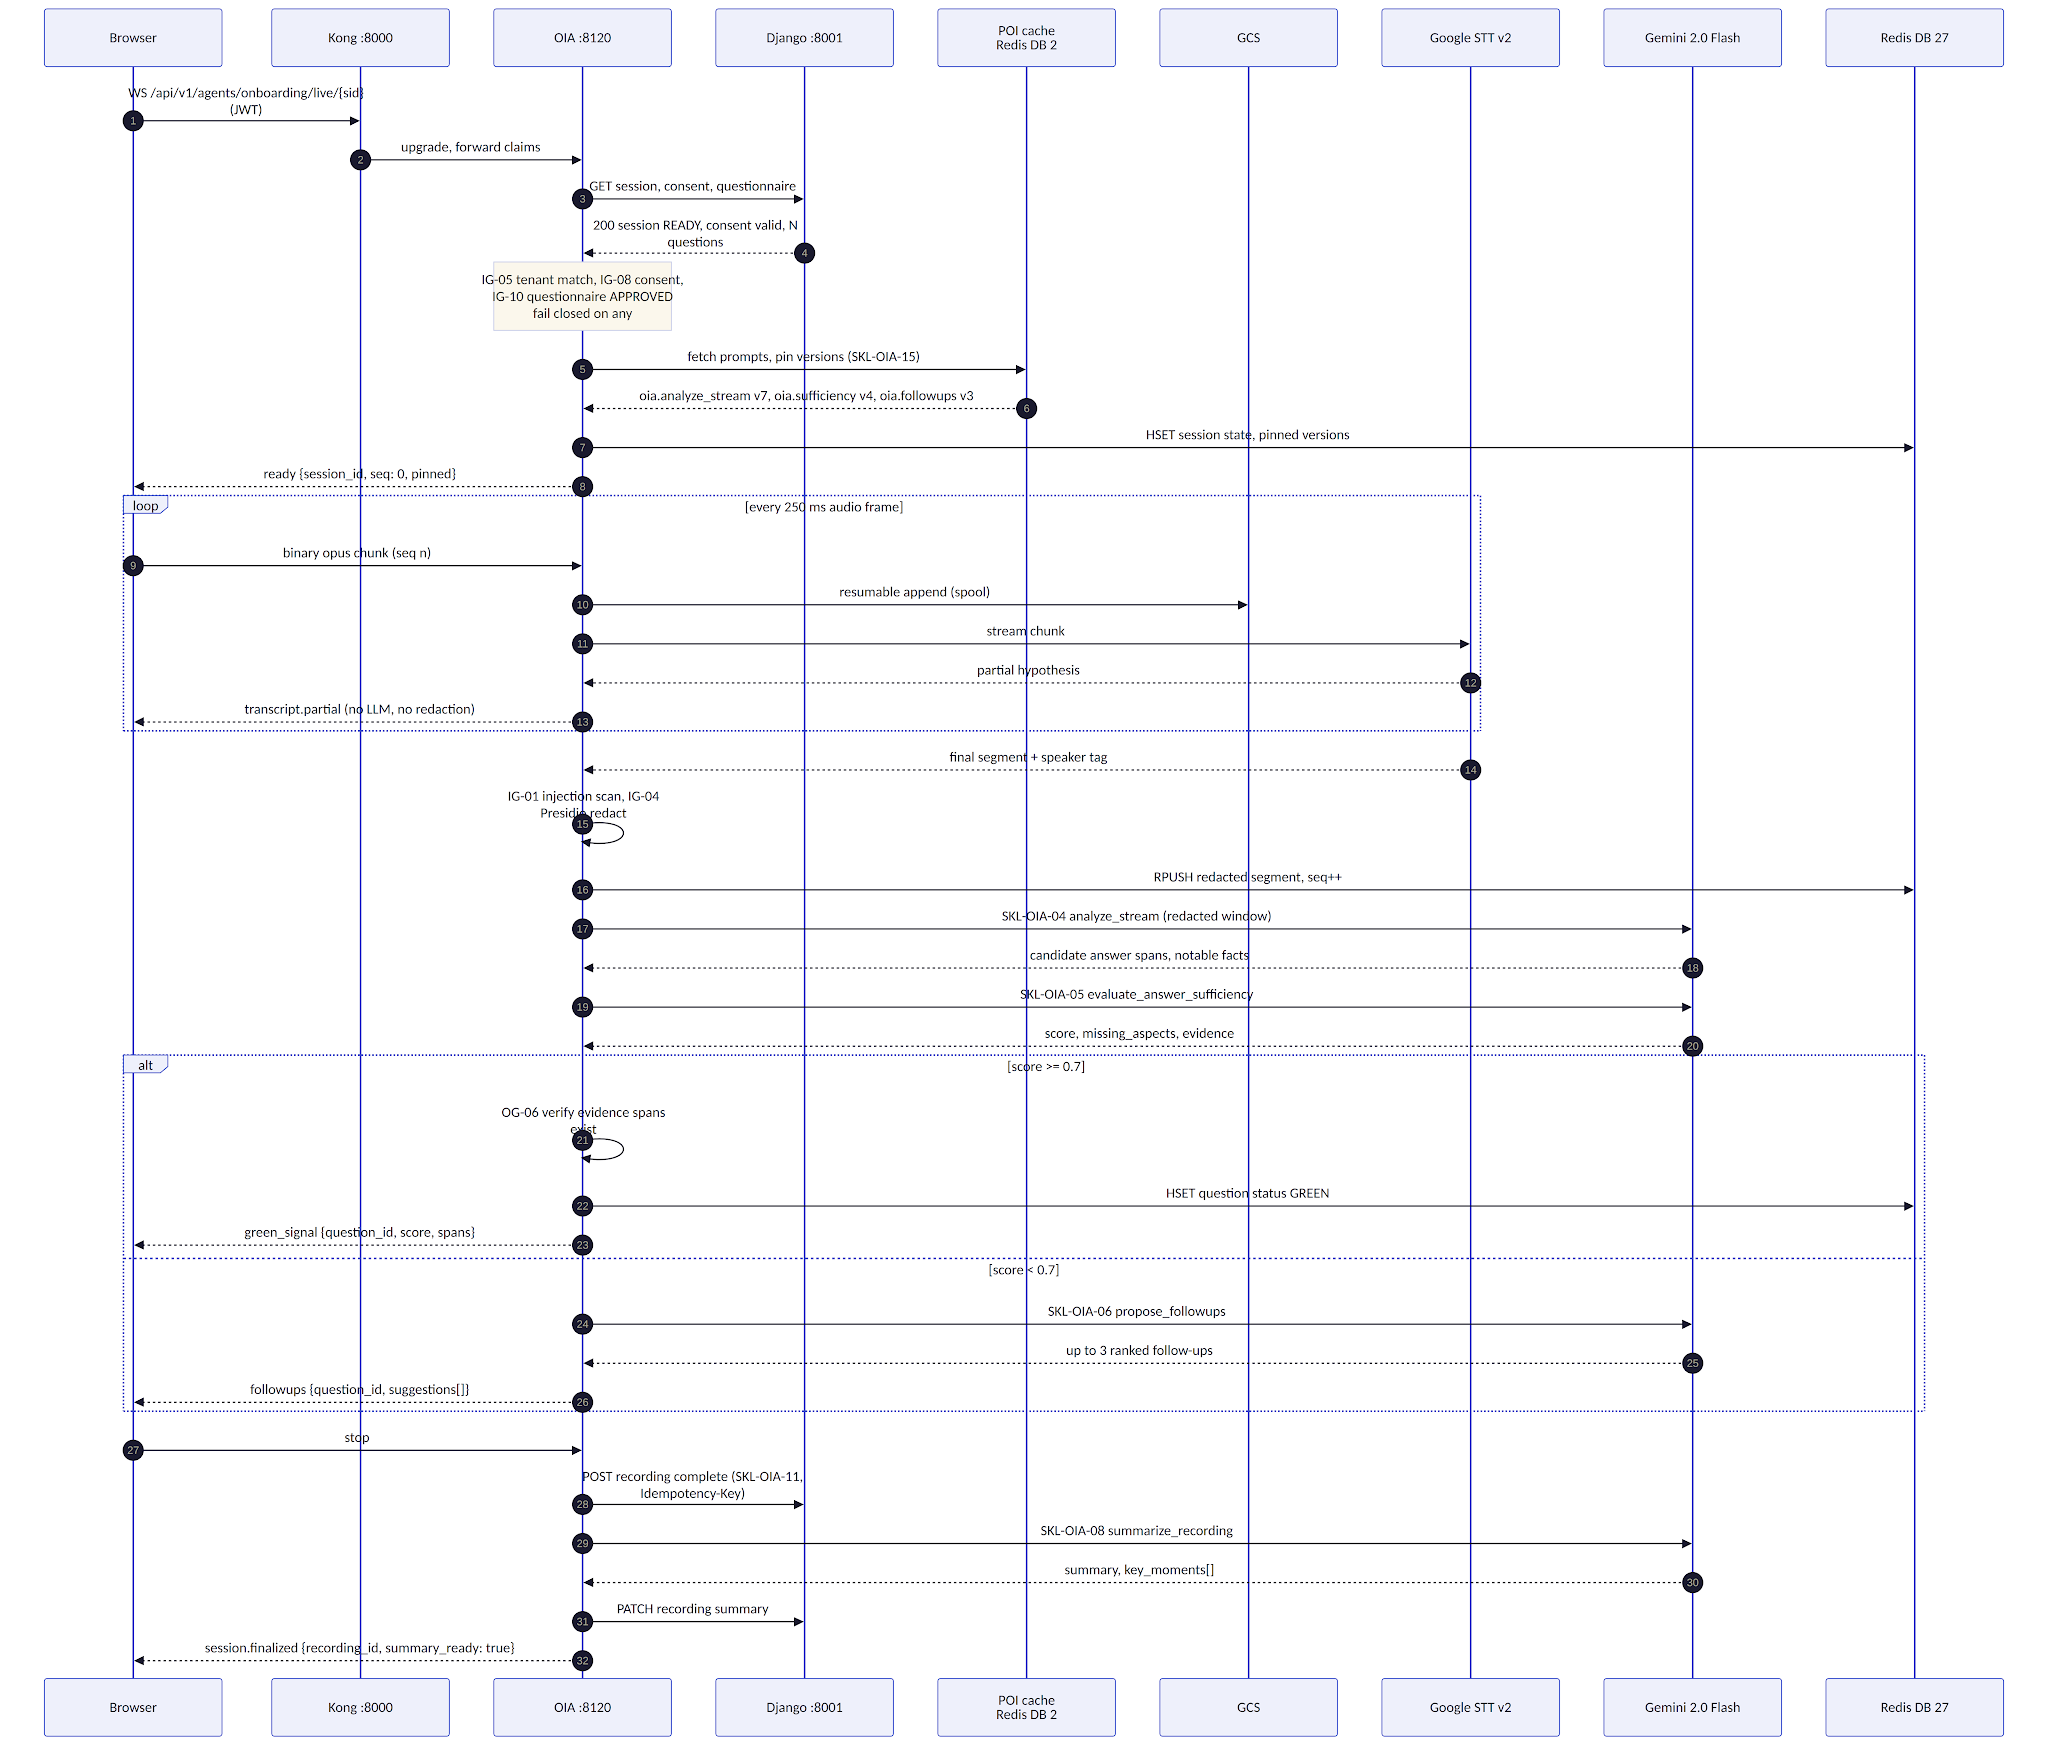 Browser
Kong :8000
OIA :8120
Django :8001
POI cache
Redis DB 2
GCS
Google STT v2
Gemini 2.0 Flash
Redis DB 27
WS /api/v1/agents/onboarding/live/{sid}
(JWT)
1
upgrade, forward claims
2
GET session, consent, questionnaire
3
200 session READY, consent valid, N
questions
4
IG-05 tenant match, IG-08 consent,
IG-10 questionnaire APPROVED
fail closed on any
fetch prompts, pin versions (SKL-OIA-15)
5
oia.analyze_stream v7, oia.sufficiency v4, oia.followups v3
6
HSET session state, pinned versions
7
ready {session_id, seq: 0, pinned}
8
loop
[every 250 ms audio frame]
binary opus chunk (seq n)
9
resumable append (spool)
10
stream chunk
11
partial hypothesis
12
transcript.partial (no LLM, no redaction)
13
final segment + speaker tag
14
IG-01 injection scan, IG-04
Presidio redact
15
RPUSH redacted segment, seq++
16
SKL-OIA-04 analyze_stream (redacted window)
17
candidate answer spans, notable facts
18
SKL-OIA-05 evaluate_answer_sufficiency
19
score, missing_aspects, evidence
20
alt
[score >= 0.7]
OG-06 verify evidence spans
exist
21
HSET question status GREEN
22
green_signal {question_id, score, spans}
23
[score < 0.7]
SKL-OIA-06 propose_followups
24
up to 3 ranked follow-ups
25
followups {question_id, suggestions[]}
26
stop
27
POST recording complete (SKL-OIA-11,
Idempotency-Key)
28
SKL-OIA-08 summarize_recording
29
summary, key_moments[]
30
PATCH recording summary
31
session.finalized {recording_id, summary_ready: true}
32
Browser
Kong :8000
OIA :8120
Django :8001
POI cache
Redis DB 2
GCS
Google STT v2
Gemini 2.0 Flash
Redis DB 27